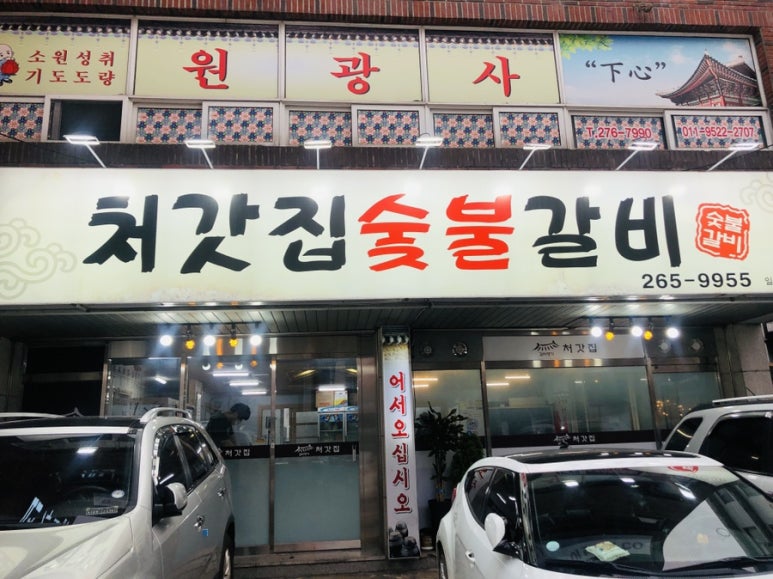 소원성취
기도도량
원광사
“下心”
T.276-7990
011-9522-2707
처갓집숯불갈비
숯불
갈비
265-9955
처갓집
어서오십시오
처갓집
처갓집